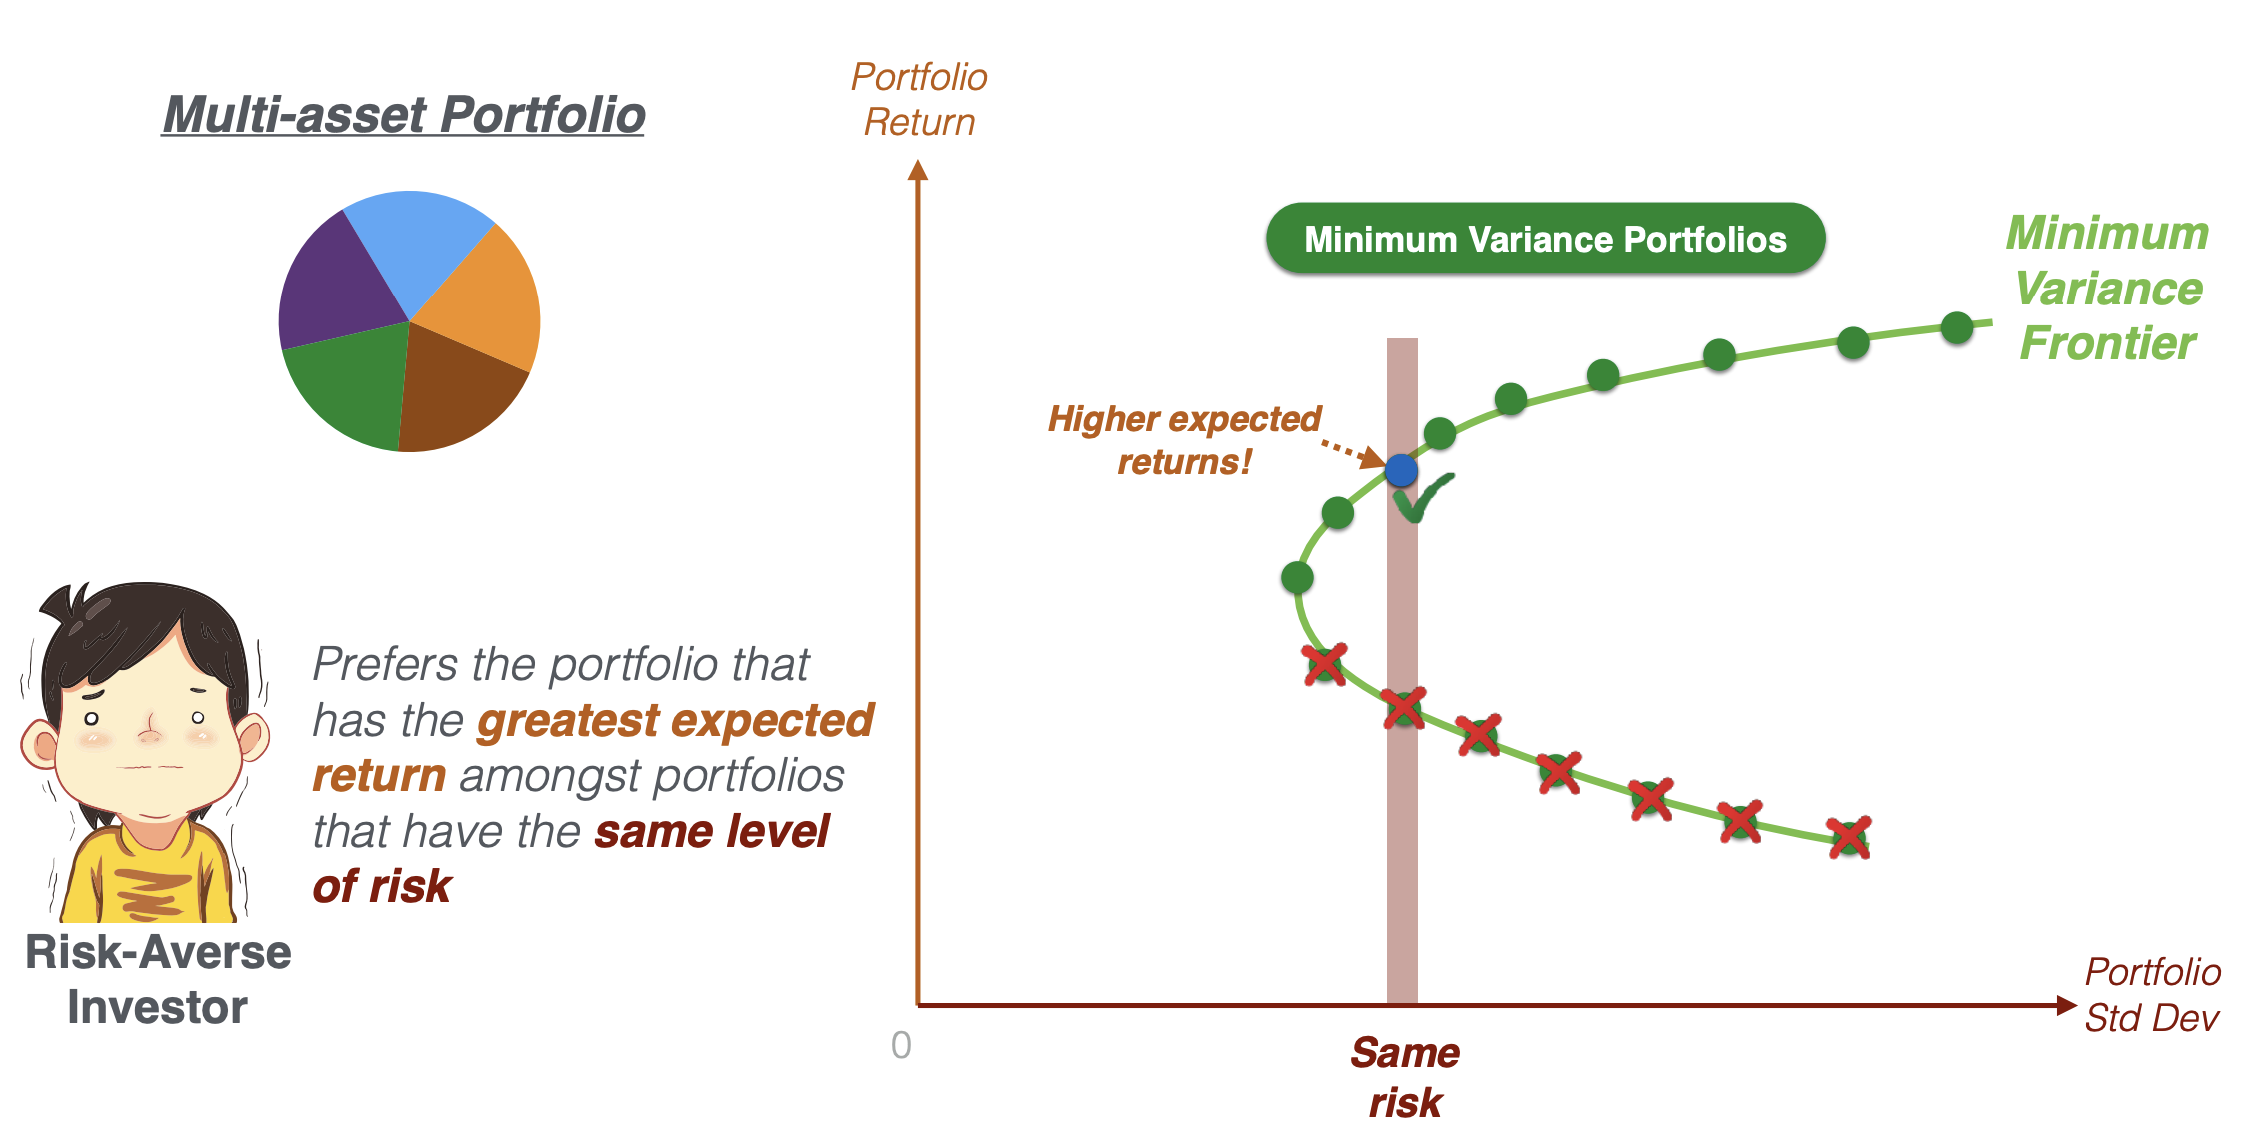 Multi-asset Portfolio
Portfolio
Return
Minimum Variance Portfolios
Minimum
Variance
Frontier
Higher expected
returns!
Prefers the portfolio that
has the greatest expected
return amongst portfolios
that have the same level
of risk
Risk-Averse
Investor
0
Same
risk
Portfolio
Std Dev